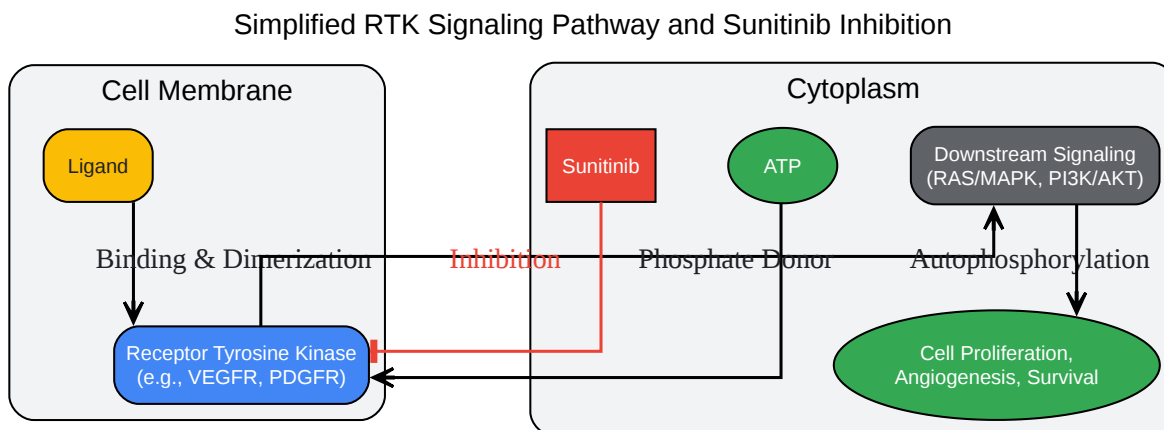 Simplified RTK Signaling Pathway and Sunitinib Inhibition
Cell Membrane
Cytoplasm
Ligand
Sunitinib
ATP
Downstream Signaling
(RAS/MAPK, PI3K/AKT)
Binding & Dimerization
Inhibition
Phosphate Donor
Autophosphorylation
Receptor Tyrosine Kinase
(e.g., VEGFR, PDGFR)
Cell Proliferation,
Angiogenesis, Survival